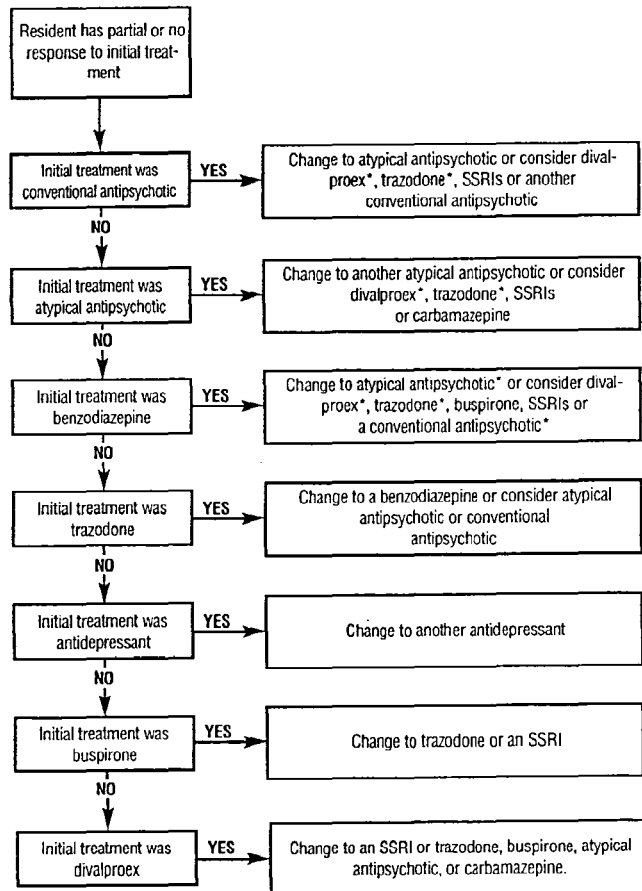 Resident has partial or no
response to initial treat-
ment
Initial treatment was
conventional antipsychotic
YES
Change to atypical antipsychotic or consider dival-
proex*, trazodone*, SSRIs or another
conventional antipsychotic
NO
Initial treatment was
atypical antipsychotic
YES
Change to another atypical antipsychotic or consider
divalproex*, trazodone*, SSRIs
or carbamazepine
NO
Initial treatment was
benzodiazepine
YES
Change to atypical antipsychotic* or consider dival-
proex*, trazodone*, buspirone, SSRIs or
a conventional antipsychotic*
NO
Initial treatment was
trazodone
YES
Change to a benzodiazepine or consider atypical
antipsychotic or conventional
antipsychotic
NO
Initial treatment was
antidepressant
YES
Change to another antidepressant
NO
Initial treatment was
buspirone
YES
Change to trazodone or an SSRI
NO
Initial treatment was
divalproex
YES
Change to an SSRI or trazodone, buspirone, atypical
antipsychotic, or carbamazepine.